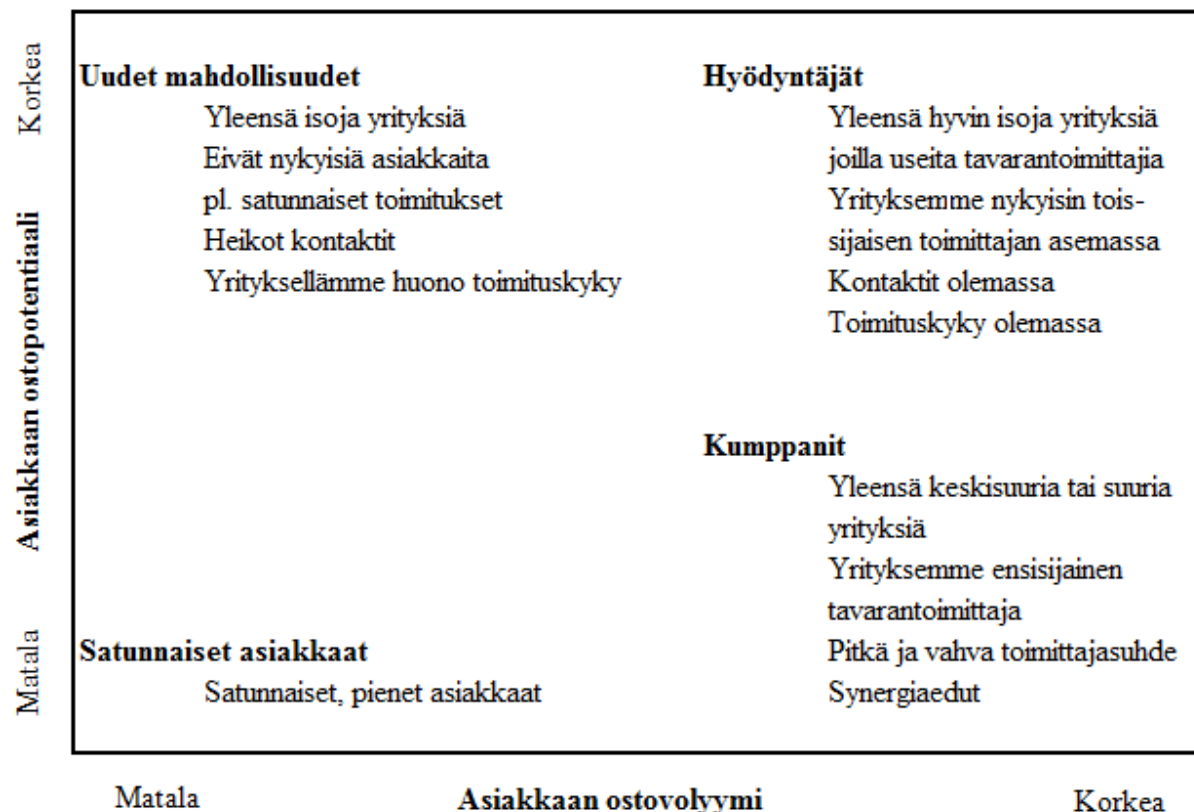 Korkea
Asiakkaan ostopotentiaali
Matala
Uudet mahdollisuudet
Yleensä isoja yrityksiä
Eivät nykyisiä asiakkaita
pl. satunnaiset toimitukset
Heikot kontaktit
Yrityksellämme huono toimituskyky
Hyödyntäjät
Yleensä hyvin isoja yrityksiä
joilla useita tavarantoimittajia
Yrityksemme nykyisin tois-
sijaisen toimittajan asemassa
Kontaktit olemassa
Toimituskyky olemassa
Satunnaiset asiakkaat
Satunnaiset, pienet asiakkaat
Kumppanit
Yleensä keskisuuria tai suuria
yrityksiä
Yrityksemme ensisijainen
tavarantoimittaja
Pitkä ja vahva toimittajasuhde
Synergiaedut
Matala
Asiakkaan ostovolyymi
Korkea